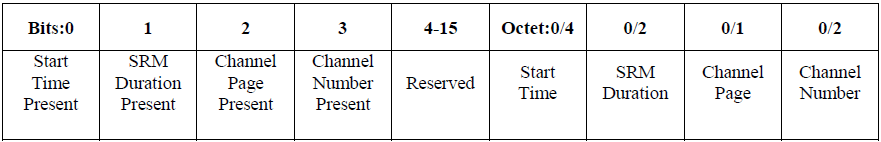 Bits:0 1 2 3 4-15 Octet:0/4 0/2 0/1 0/2
Start Time Present
SRM Duration Present
Channel Page Present
Channel Number Present
Reserved
Start Time
SRM Duration
Channel Page
Channel Number